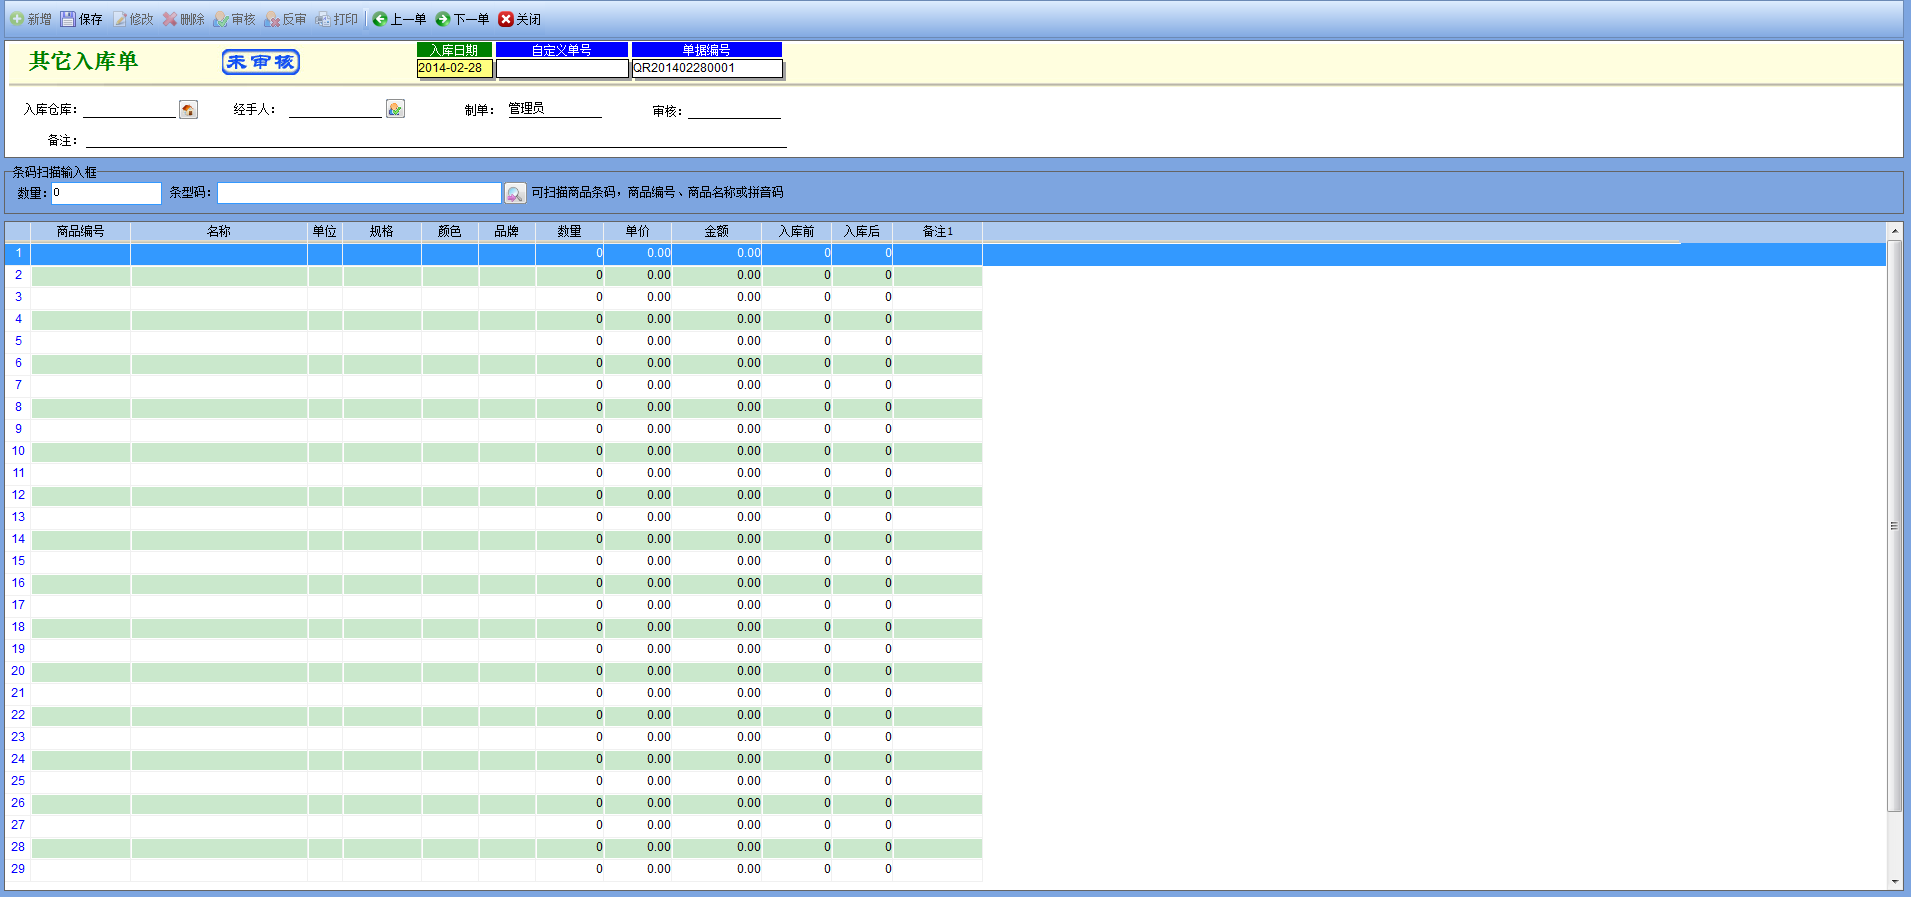 新增 保存 修改 删除 审核 反审 打印 上一单 下一单 关闭
其它入库单 未审核 入库日期 自定义单号 单据编号
2014-02-28 QR201402280001
入库仓库： 经手人： 制单： 管理员 审核：
备注：
条码扫描输入框
数量： 0 条型码： 可扫描商品条码，商品编号、商品名称或拼音码
商品编号 名称 单位 规格 颜色 品牌 数量 单价 金额 入库前 入库后 备注1
1 0 0.00 0.00 0 0
2 0 0.00 0.00 0 0
3 0 0.00 0.00 0 0
4 0 0.00 0.00 0 0
5 0 0.00 0.00 0 0
6 0 0.00 0.00 0 0
7 0 0.00 0.00 0 0
8 0 0.00 0.00 0 0
9 0 0.00 0.00 0 0
10 0 0.00 0.00 0 0
11 0 0.00 0.00 0 0
12 0 0.00 0.00 0 0
13 0 0.00 0.00 0 0
14 0 0.00 0.00 0 0
15 0 0.00 0.00 0 0
16 0 0.00 0.00 0 0
17 0 0.00 0.00 0 0
18 0 0.00 0.00 0 0
19 0 0.00 0.00 0 0
20 0 0.00 0.00 0 0
21 0 0.00 0.00 0 0
22 0 0.00 0.00 0 0
23 0 0.00 0.00 0 0
24 0 0.00 0.00 0 0
25 0 0.00 0.00 0 0
26 0 0.00 0.00 0 0
27 0 0.00 0.00 0 0
28 0 0.00 0.00 0 0
29 0 0.00 0.00 0 0